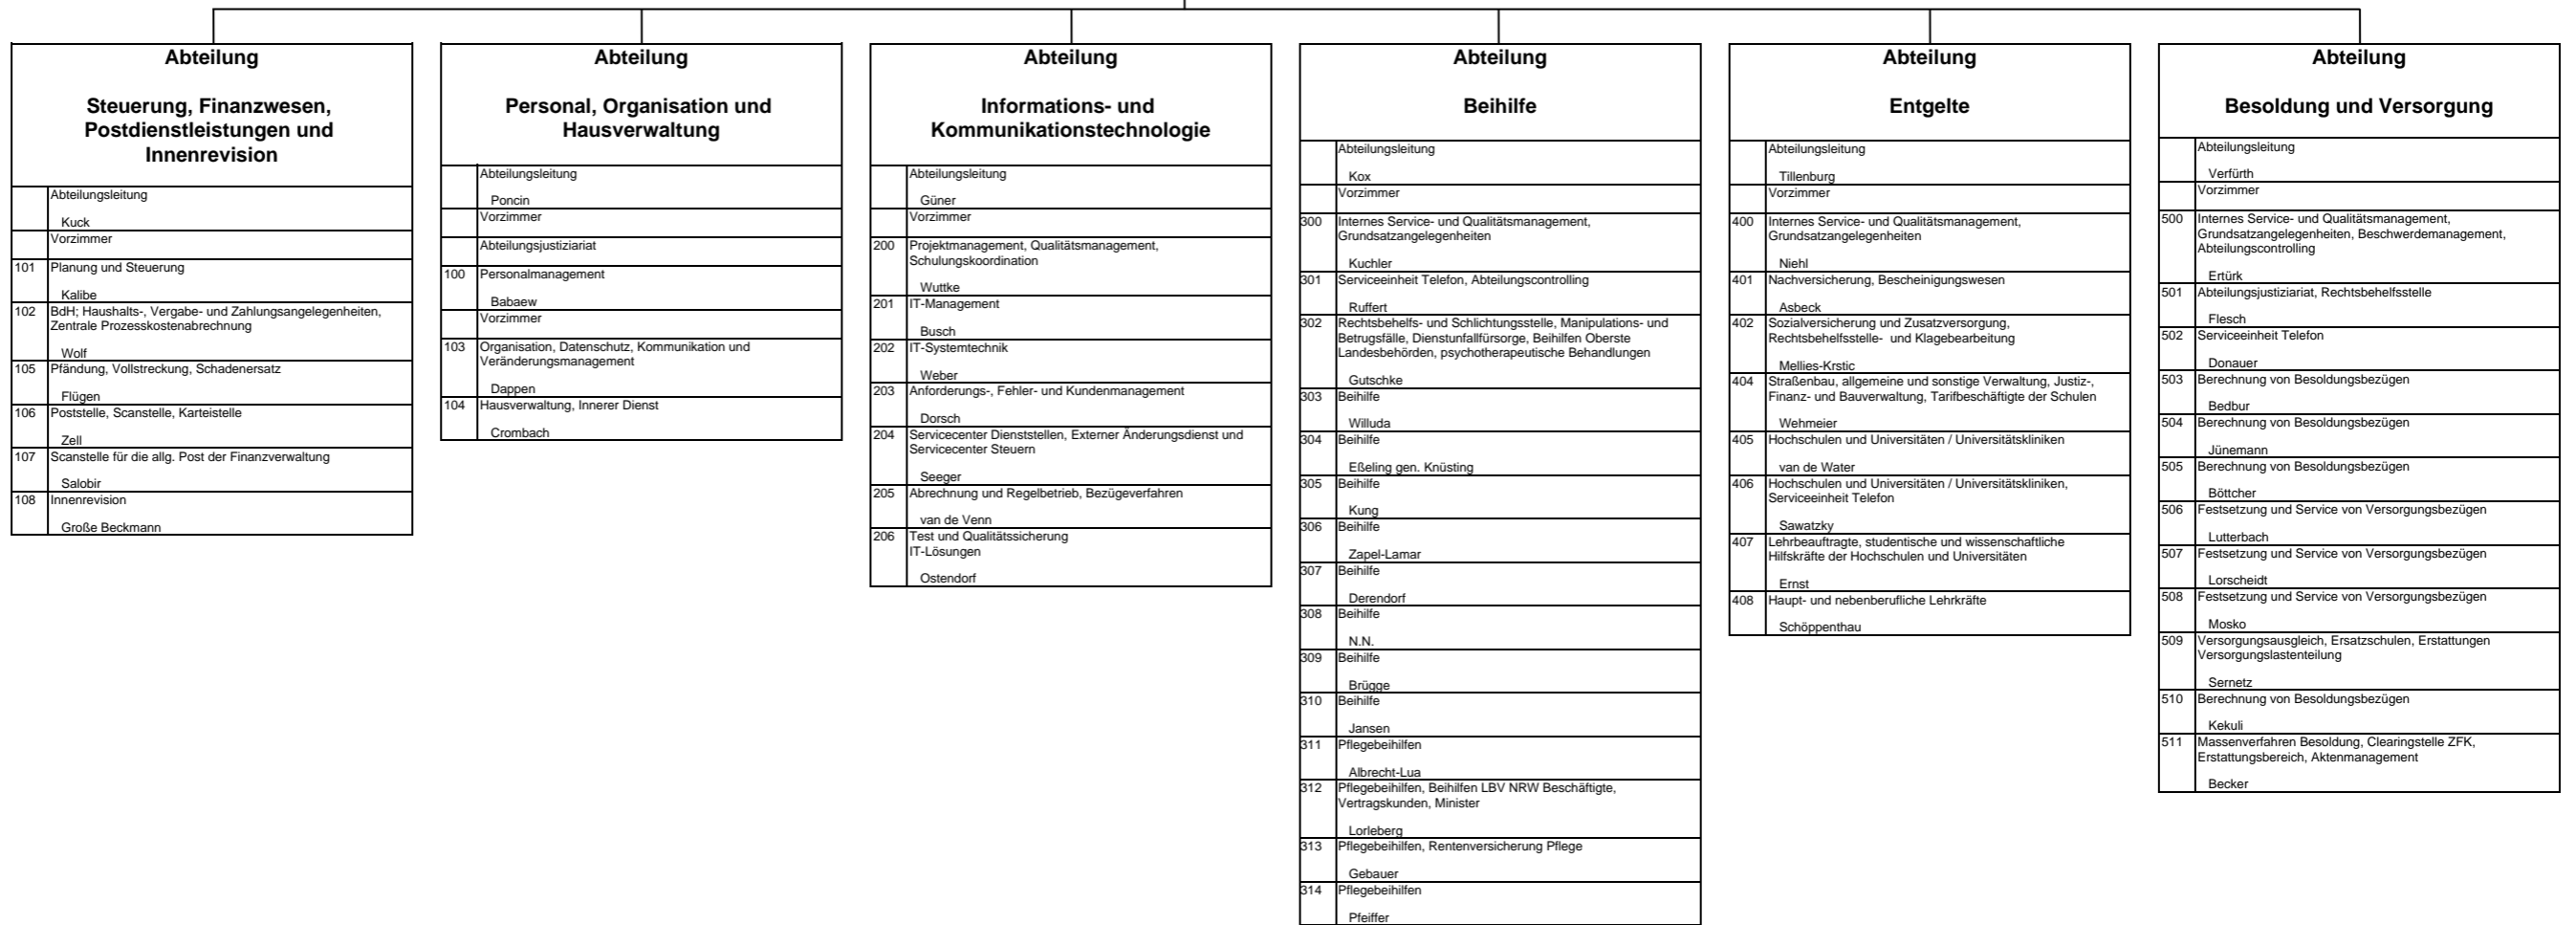 Abteilung
Steuerung, Finanzwesen,
Postdienstleistungen und
Innenrevision
Abteilungsleitung
Kuck
Vorzimmer
101 Planung und Steuerung
Kalibe
102 BdH; Haushalts-, Vergabe- und Zahlungsangelegenheiten,
Zentrale Prozesskostenabrechnung
Wolf
105 Pfändung, Vollstreckung, Schadenersatz
Flügen
106 Poststelle, Scanstelle, Karteistelle
Zell
107 Scanstelle für die allg. Post der Finanzverwaltung
Salobir
108 Innenrevision
Große Beckmann
Abteilung
Personal, Organisation und
Hausverwaltung
Abteilungsleitung
Poncin
Vorzimmer
Abteilungsjustiziariat
100 Personalmanagement
Babaew
Vorzimmer
103 Organisation, Datenschutz, Kommunikation und
Veränderungsmanagement
Dappen
104 Hausverwaltung, Innerer Dienst
Crombach
Abteilung
Informations- und
Kommunikationstechnologie
Abteilungsleitung
Güner
Vorzimmer
200 Projektmanagement, Qualitätsmanagement,
Schulungskoordination
Wuttke
201 IT-Management
Busch
202 IT-Systemtechnik
Weber
203 Anforderungs-, Fehler- und Kundenmanagement
Dorsch
204 Servicecenter Dienststellen, Externer Änderungsdienst und
Servicecenter Steuern
Seeger
205 Abrechnung und Regelbetrieb, Bezügeverfahren
van de Venn
206 Test und Qualitätssicherung
IT-Lösungen
Ostendorf
Abteilung
Beihilfe
Abteilungsleitung
Kox
Vorzimmer
300 Internes Service- und Qualitätsmanagement,
Grundsatzangelegenheiten
Kuchler
301 Serviceeinheit Telefon, Abteilungscontrolling
Ruffert
302 Rechtsbehelfs- und Schlichtungsstelle, Manipulations- und
Betrugsfälle, Dienstunfallfürsorge, Beihilfen Oberste
Landesbehörden, psychotherapeutische Behandlungen
Gutschke
303 Beihilfe
Willuda
304 Beihilfe
Eßeling gen. Knüsting
305 Beihilfe
Kung
306 Beihilfe
Zapel-Lamar
307 Beihilfe
Derendorf
308 Beihilfe
N.N.
309 Beihilfe
Brügge
310 Beihilfe
Jansen
311 Pflegebeihilfen
Albrecht-Lua
312 Pflegebeihilfen, Beihilfen LBV NRW Beschäftigte,
Vertragskunden, Minister
Lorleberg
313 Pflegebeihilfen, Rentenversicherung Pflege
Gebauer
314 Pflegebeihilfen
Pfeiffer
Abteilung
Entgelte
Abteilungsleitung
Tillenburg
Vorzimmer
400 Internes Service- und Qualitätsmanagement,
Grundsatzangelegenheiten
Niehl
401 Nachversicherung, Bescheinigungswesen
Asbeck
402 Sozialversicherung und Zusatzversorgung,
Rechtsbehelfsstelle- und Klagebearbeitung
Mellies-Krstic
404 Straßenbau, allgemeine und sonstige Verwaltung, Justiz-,
Finanz- und Bauverwaltung, Tarifbeschäftigte der Schulen
Wehmeier
405 Hochschulen und Universitäten / Universitätskliniken
van de Water
406 Hochschulen und Universitäten / Universitätskliniken,
Serviceeinheit Telefon
Sawatzky
407 Lehrbeauftragte, studentische und wissenschaftliche
Hilfskräfte der Hochschulen und Universitäten
Ernst
408 Haupt- und nebenberufliche Lehrkräfte
Schöppenthau
Abteilung
Besoldung und Versorgung
Abteilungsleitung
Verfürth
Vorzimmer
500 Internes Service- und Qualitätsmanagement,
Grundsatzangelegenheiten, Beschwerdemanagement,
Abteilungscontrolling
Ertürk
501 Abteilungsjustiziariat, Rechtsbehelfsstelle
Flesch
502 Serviceeinheit Telefon
Donauer
503 Berechnung von Besoldungsbezügen
Bedbur
504 Berechnung von Besoldungsbezügen
Jünemann
505 Berechnung von Besoldungsbezügen
Böttcher
506 Festsetzung und Service von Versorgungsbezügen
Lutterbach
507 Festsetzung und Service von Versorgungsbezügen
Lorscheidt
508 Festsetzung und Service von Versorgungsbezügen
Mosko
509 Versorgungsausgleich, Ersatzschulen, Erstattungen
Versorgungslastenteilung
Sernetz
510 Berechnung von Besoldungsbezügen
Kekuli
511 Massenverfahren Besoldung, Clearingstelle ZFK,
Erstattungsbereich, Aktenmanagement
Becker